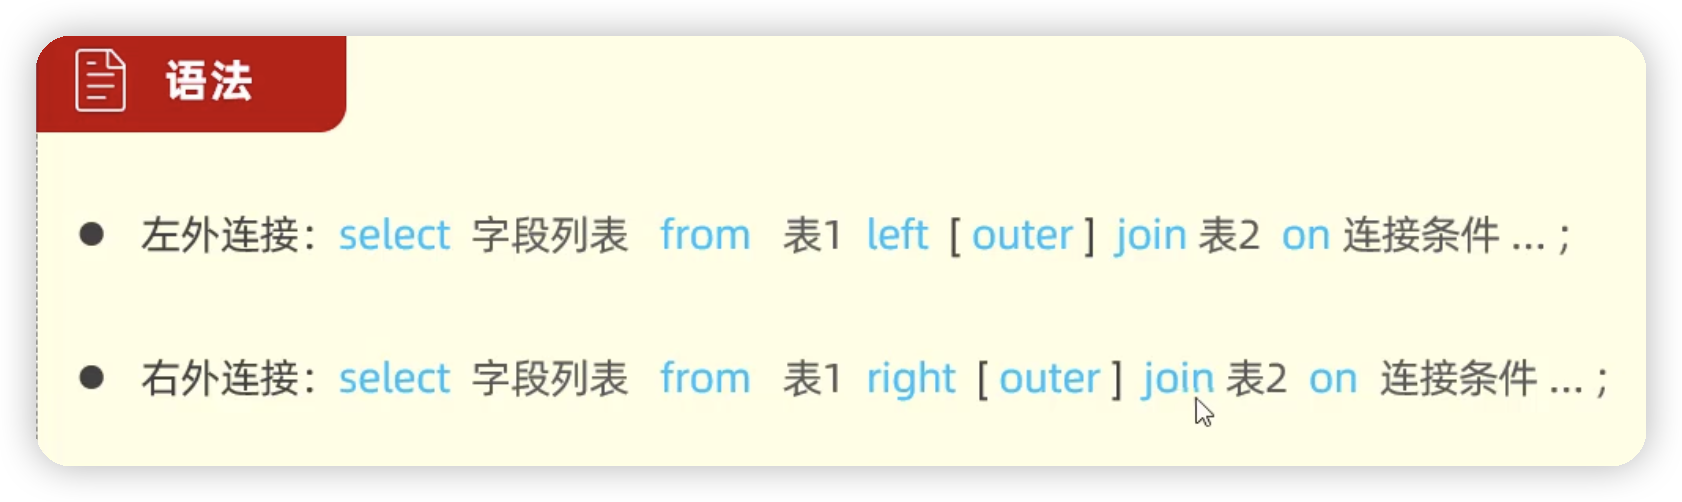 语法
● 左外连接：select 字段列表 from 表1 left [ outer ] join 表2 on 连接条件 ... ;
● 右外连接：select 字段列表 from 表1 right [ outer ] join 表2 on 连接条件 ... ;